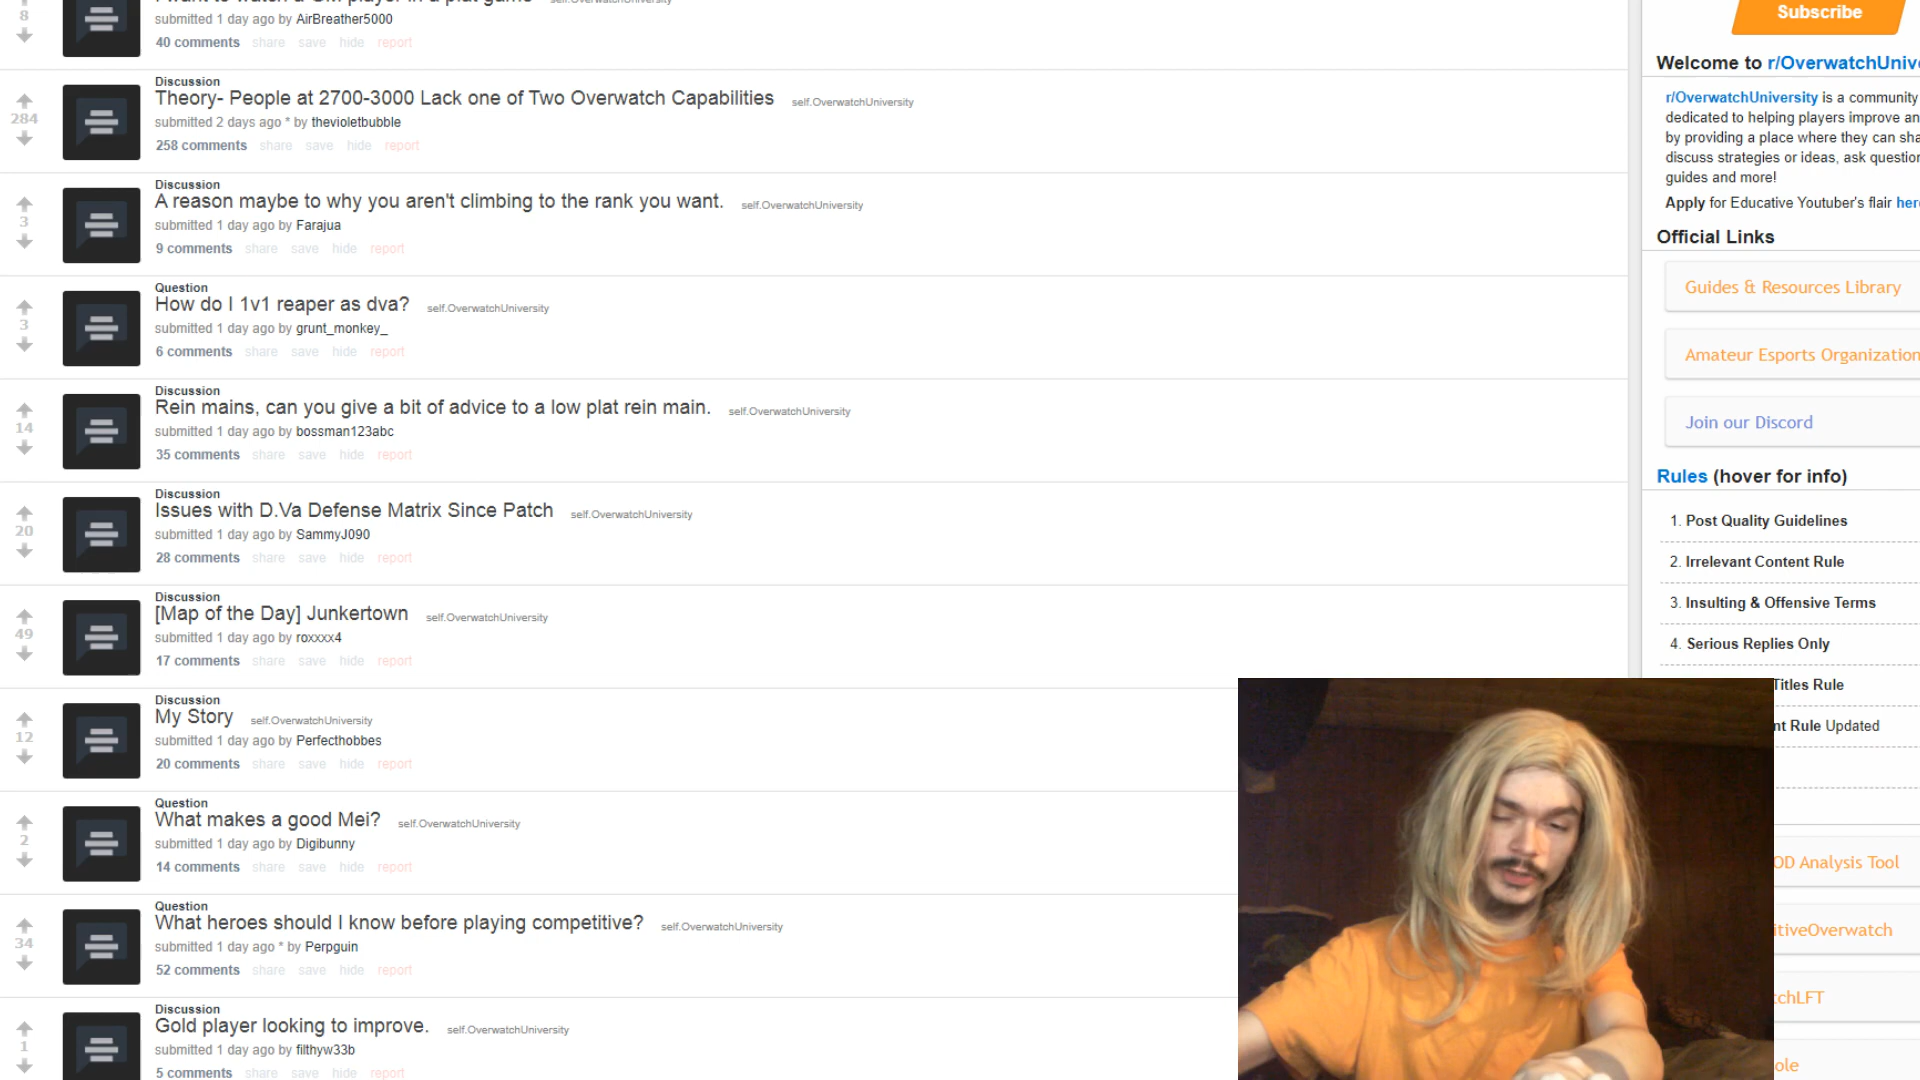 I want to watch a GM player in a plat game self.OverwatchUniversity
8
submitted 1 day ago by AirBreather5000
40 comments share save hide report
Discussion
Theory- People at 2700-3000 Lack one of Two Overwatch Capabilities self.OverwatchUniversity
284
submitted 2 days ago * by thevioletbubble
258 comments share save hide report
Discussion
A reason maybe to why you aren't climbing to the rank you want. self.OverwatchUniversity
3
submitted 1 day ago by Farajua
9 comments share save hide report
Question
How do I 1v1 reaper as dva? self.OverwatchUniversity
3
submitted 1 day ago by grunt_monkey_
6 comments share save hide report
Discussion
Rein mains, can you give a bit of advice to a low plat rein main. self.OverwatchUniversity
14
submitted 1 day ago by bossman123abc
35 comments share save hide report
Discussion
Issues with D.Va Defense Matrix Since Patch self.OverwatchUniversity
20
submitted 1 day ago by SammyJ090
28 comments share save hide report
Discussion
[Map of the Day] Junkertown self.OverwatchUniversity
49
submitted 1 day ago by roxxxx4
17 comments share save hide report
Discussion
My Story self.OverwatchUniversity
12
submitted 1 day ago by Perfecthobbes
20 comments share save hide report
Question
What makes a good Mei? self.OverwatchUniversity
2
submitted 1 day ago by Digibunny
14 comments share save hide report
Question
What heroes should I know before playing competitive? self.OverwatchUniversity
34
submitted 1 day ago * by Perpguin
52 comments share save hide report
Discussion
Gold player looking to improve. self.OverwatchUniversity
1
submitted 1 day ago by filthyw33b
5 comments share save hide report
Subscribe
Welcome to r/OverwatchUnive
r/OverwatchUniversity is a community
dedicated to helping players improve an
by providing a place where they can sha
discuss strategies or ideas, ask question
guides and more!
Apply for Educative Youtuber's flair her
Official Links
Guides & Resources Library
Amateur Esports Organization
Join our Discord
Rules (hover for info)
1. Post Quality Guidelines
2. Irrelevant Content Rule
3. Insulting & Offensive Terms
4. Serious Replies Only
Titles Rule
nt Rule Updated
OD Analysis Tool
itiveOverwatch
tchLFT
ole